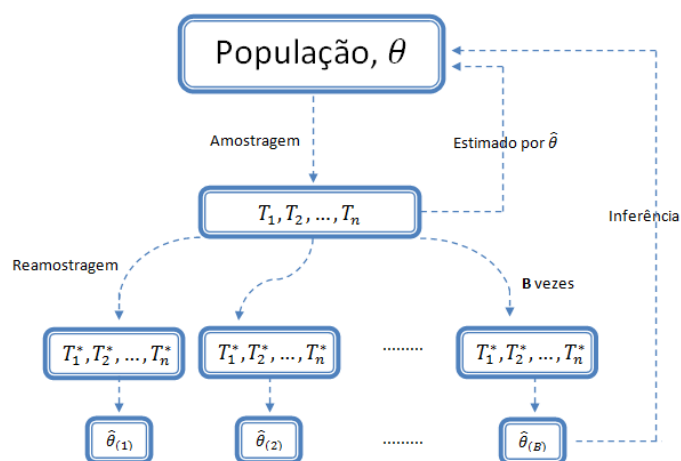 População, θ
Amostragem
Estimado por θ̂
T₁, T₂, ..., Tₙ
Inferência
Reamostragem
B vezes
T₁*, T₂*, ..., Tₙ*
T₁*, T₂*, ..., Tₙ*
.........
T₁*, T₂*, ..., Tₙ*
θ̂₍₁₎
θ̂₍₂₎
.........
θ̂₍B₎